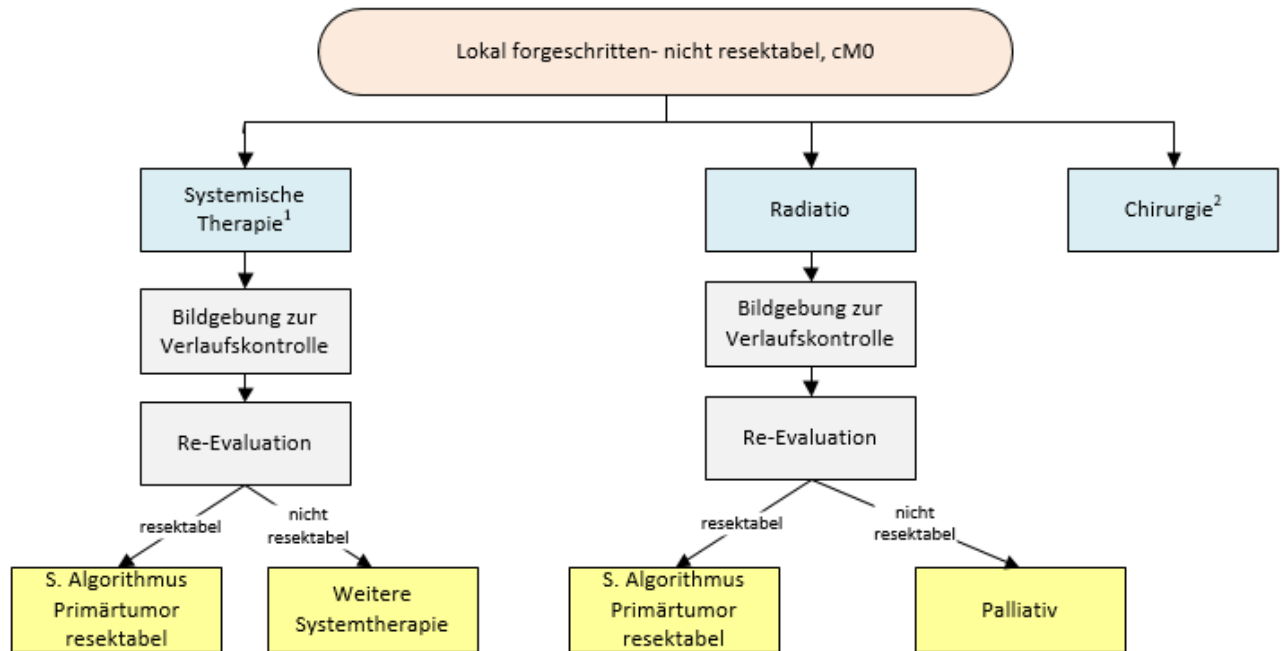 Lokal forgeschritten- nicht resektabel, cM0
Systemische
Therapie¹
Radiatio
Chirurgie²
Bildgebung zur
Verlaufskontrolle
Bildgebung zur
Verlaufskontrolle
Re-Evaluation
Re-Evaluation
resektabel
nicht
resektabel
resektabel
nicht
resektabel
S. Algorithmus
Primärtumor
resektabel
Weitere
Systemtherapie
S. Algorithmus
Primärtumor
resektabel
Palliativ